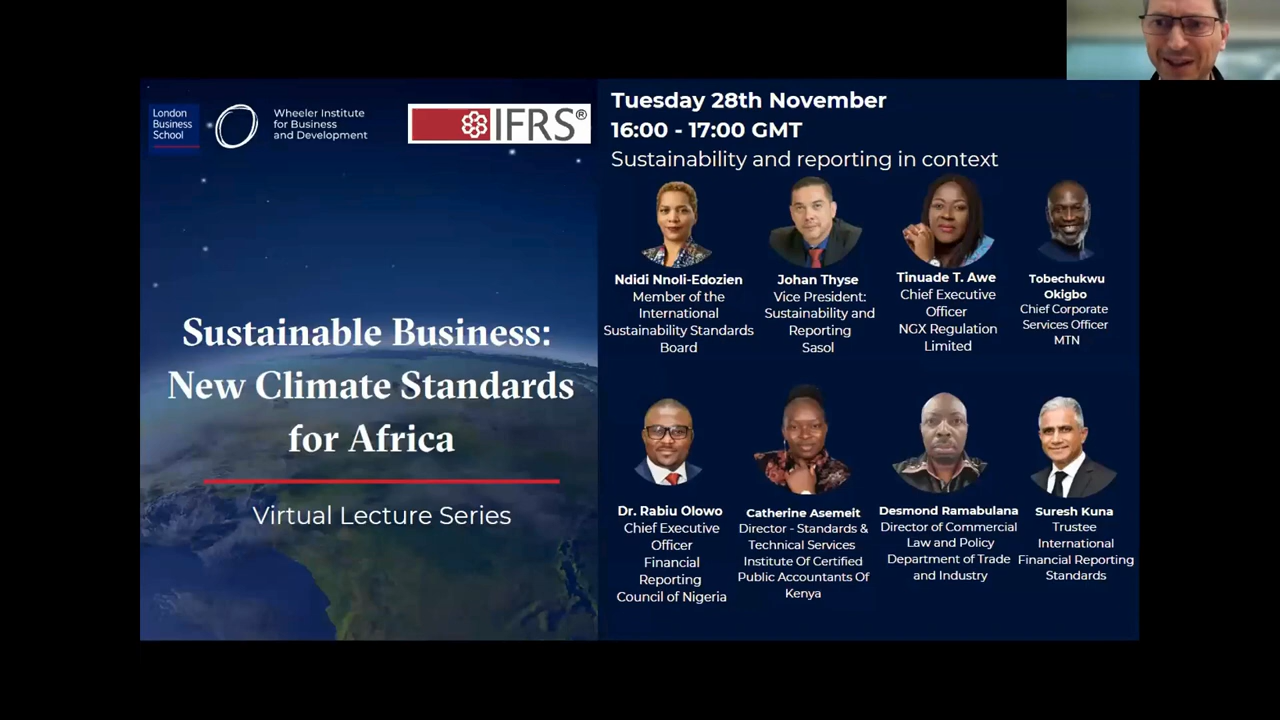 London
Business
School
Wheeler Institute
for Business
and Development
IFRS®
Sustainable Business:
New Climate Standards
for Africa
Virtual Lecture Series
Tuesday 28th November
16:00 - 17:00 GMT
Sustainability and reporting in context
Ndidi Nnoli-Edozien
Member of the
International
Sustainability Standards
Board
Johan Thyse
Vice President:
Sustainability and
Reporting
Sasol
Tinuade T. Awe
Chief Executive
Officer
NGX Regulation
Limited
Tobechukwu
Okigbo
Chief Corporate
Services Officer
MTN
Dr. Rabiu Olowo
Chief Executive
Officer
Financial
Reporting
Council of Nigeria
Catherine Asemeit
Director - Standards &
Technical Services
Institute Of Certified
Public Accountants Of
Kenya
Desmond Ramabulana
Director of Commercial
Law and Policy
Department of Trade
and Industry
Suresh Kuna
Trustee
International
Financial Reporting
Standards